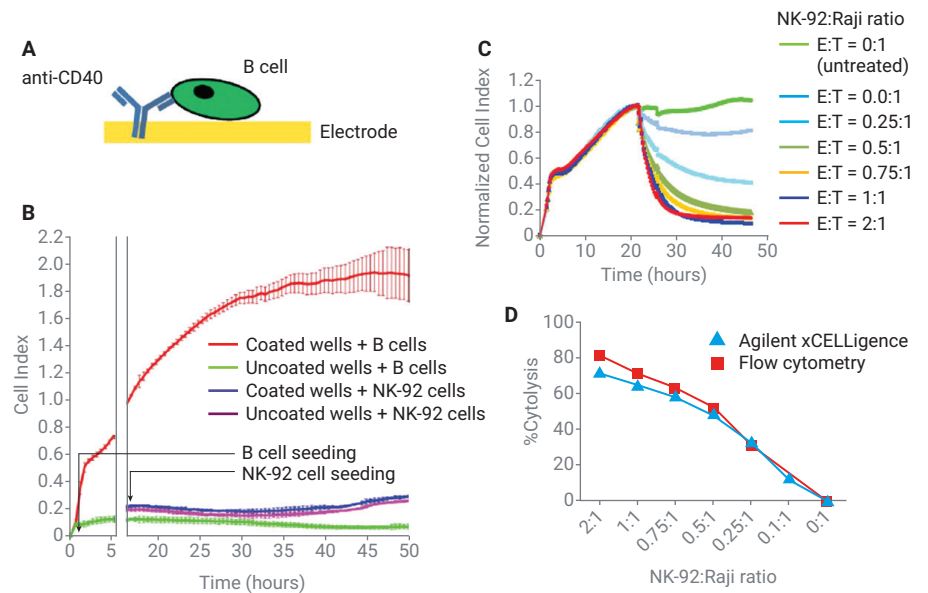 A
anti-CD40
B cell
Electrode
B
Cell Index
2.2
2.0
1.8
1.6
1.4
1.2
1.0
0.8
0.6
0.4
0.2
0
0 5 20 25 30 35 40 45 50
Time (hours)
Coated wells + B cells
Uncoated wells + B cells
Coated wells + NK-92 cells
Uncoated wells + NK-92 cells
B cell seeding
NK-92 cell seeding
C
Normalized Cell Index
1.2
1.0
0.8
0.6
0.4
0.2
0
0 10 20 30 40 50
Time (hours)
NK-92:Raji ratio
E:T = 0:1
(untreated)
E:T = 0.0:1
E:T = 0.25:1
E:T = 0.5:1
E:T = 0.75:1
E:T = 1:1
E:T = 2:1
D
%Cytolysis
100
80
60
40
20
0
2:1 1:1 0.75:1 0.5:1 0.25:1 0.1:1 0:1
NK-92:Raji ratio
Agilent xCELLigence
Flow cytometry